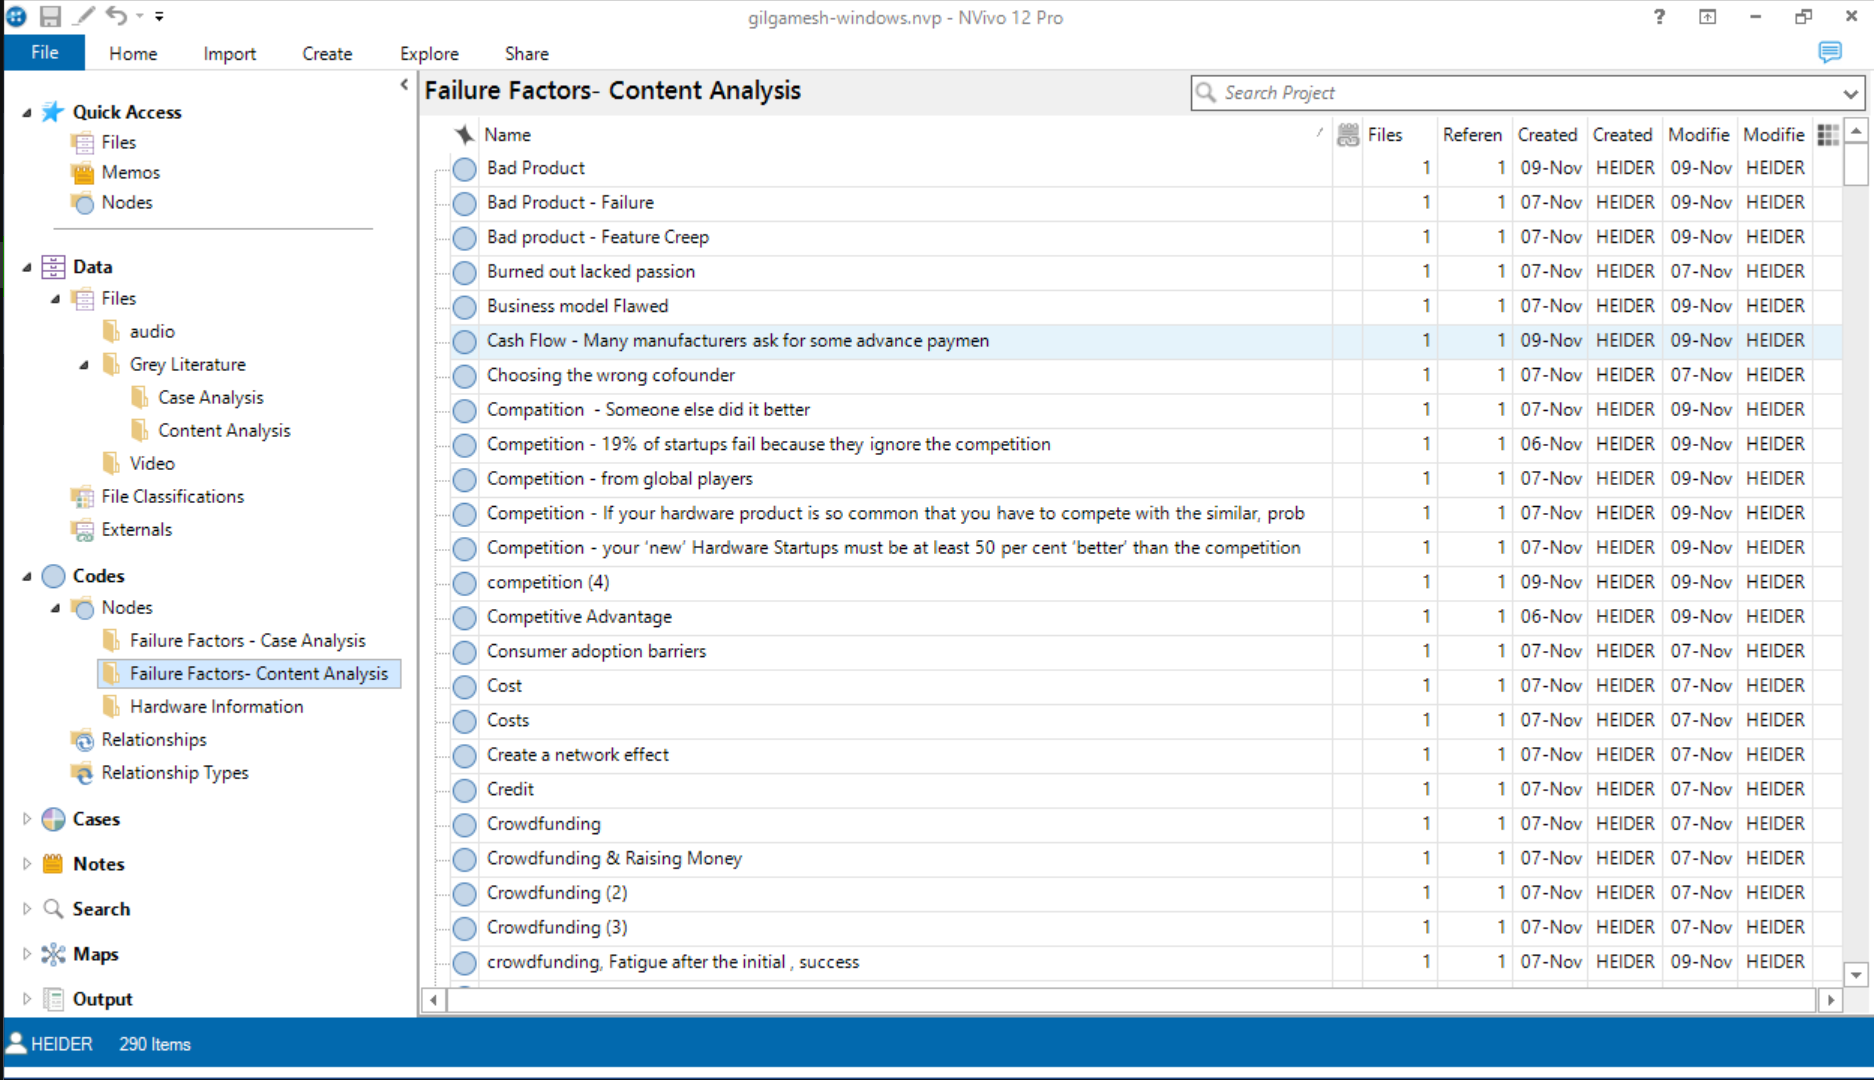 gilgamesh-windows.nvp - NVivo 12 Pro
?
File Home Import Create Explore Share
Quick Access
Files
Memos
Nodes
Data
Files
audio
Grey Literature
Case Analysis
Content Analysis
Video
File Classifications
Externals
Codes
Nodes
Failure Factors - Case Analysis
Failure Factors- Content Analysis
Hardware Information
Relationships
Relationship Types
Cases
Notes
Search
Maps
Output
Failure Factors- Content Analysis
Search Project
Name Files Referen Created Created Modifie Modifie
Bad Product 1 1 09-Nov HEIDER 09-Nov HEIDER
Bad Product - Failure 1 1 07-Nov HEIDER 09-Nov HEIDER
Bad product - Feature Creep 1 1 07-Nov HEIDER 09-Nov HEIDER
Burned out lacked passion 1 1 07-Nov HEIDER 07-Nov HEIDER
Business model Flawed 1 1 07-Nov HEIDER 09-Nov HEIDER
Cash Flow - Many manufacturers ask for some advance paymen 1 1 09-Nov HEIDER 09-Nov HEIDER
Choosing the wrong cofounder 1 1 07-Nov HEIDER 07-Nov HEIDER
Compatition - Someone else did it better 1 1 07-Nov HEIDER 09-Nov HEIDER
Competition - 19% of startups fail because they ignore the competition 1 1 06-Nov HEIDER 09-Nov HEIDER
Competition - from global players 1 1 07-Nov HEIDER 09-Nov HEIDER
Competition - If your hardware product is so common that you have to compete with the similar, prob 1 1 07-Nov HEIDER 09-Nov HEIDER
Competition - your ‘new’ Hardware Startups must be at least 50 per cent ‘better’ than the competition 1 1 07-Nov HEIDER 09-Nov HEIDER
competition (4) 1 1 09-Nov HEIDER 09-Nov HEIDER
Competitive Advantage 1 1 06-Nov HEIDER 09-Nov HEIDER
Consumer adoption barriers 1 1 07-Nov HEIDER 07-Nov HEIDER
Cost 1 1 07-Nov HEIDER 07-Nov HEIDER
Costs 1 1 07-Nov HEIDER 07-Nov HEIDER
Create a network effect 1 1 07-Nov HEIDER 07-Nov HEIDER
Credit 1 1 07-Nov HEIDER 07-Nov HEIDER
Crowdfunding 1 1 07-Nov HEIDER 07-Nov HEIDER
Crowdfunding & Raising Money 1 1 07-Nov HEIDER 07-Nov HEIDER
Crowdfunding (2) 1 1 07-Nov HEIDER 07-Nov HEIDER
Crowdfunding (3) 1 1 07-Nov HEIDER 07-Nov HEIDER
crowdfunding, Fatigue after the initial , success 1 1 07-Nov HEIDER 09-Nov HEIDER
HEIDER 290 Items